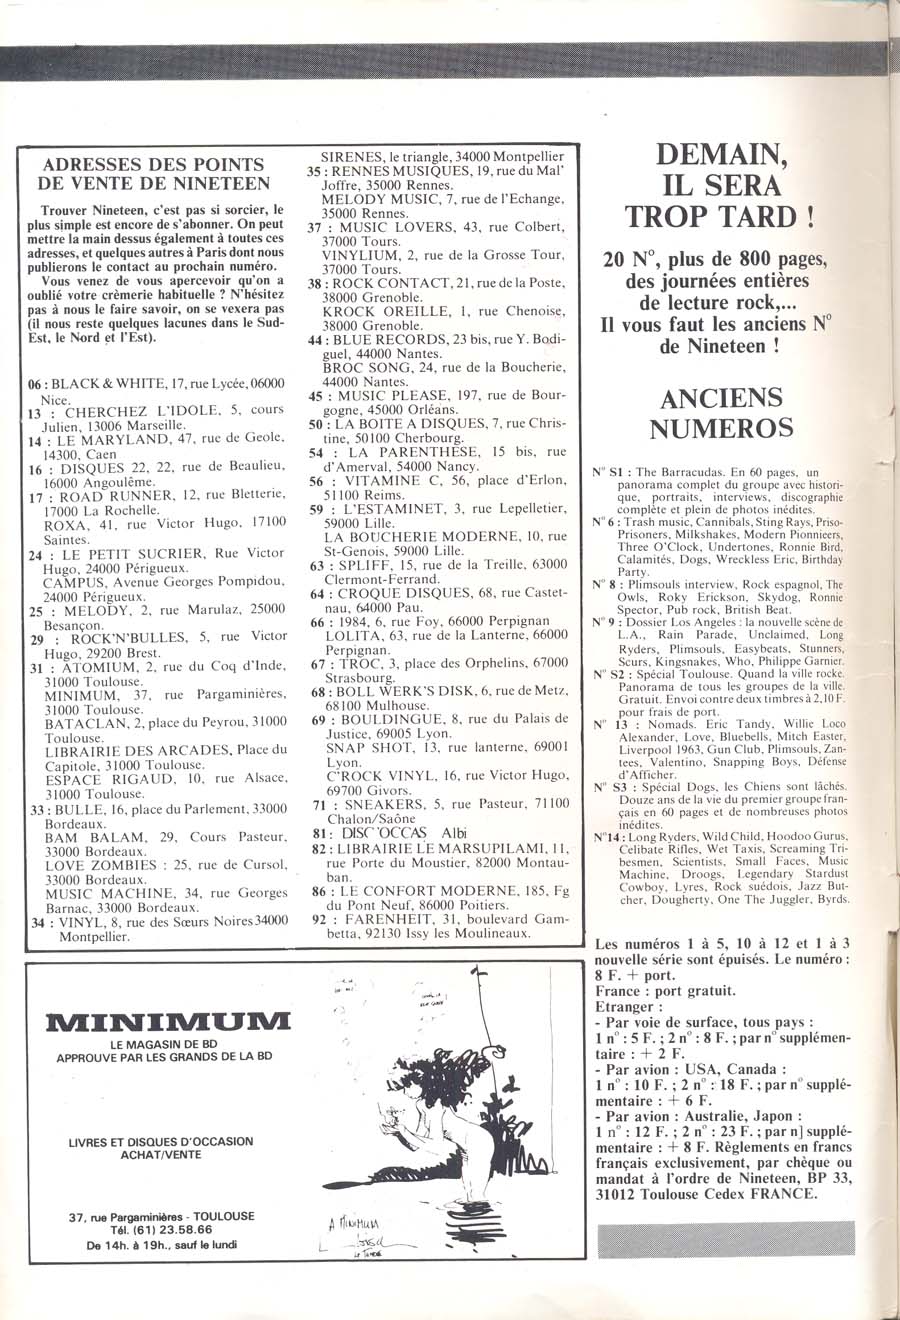 ADRESSES DES POINTS
DE VENTE DE NINETEEN
Trouver Nineteen, c'est pas si sorcier, le
plus simple est encore de s'abonner. On peut
mettre la main dessus également à toutes ces
adresses, et quelques autres à Paris dont nous
publierons le contact au prochain numéro.
Vous venez de vous apercevoir qu'on a
oublié votre crèmerie habituelle ? N'hésitez
pas à nous le faire savoir, on se vexera pas
(il nous reste quelques lacunes dans le Sud-
Est, le Nord et l'Est).
06 : BLACK & WHITE, 17, rue Lycée, 06000
Nice.
13 : CHERCHEZ L'IDOLE, 5, cours
Julien, 13006 Marseille.
14 : LE MARYLAND, 47, rue de Geole,
14300, Caen
16 : DISQUES 22, 22, rue de Beaulieu,
16000 Angoulême.
17 : ROAD RUNNER, 12, rue Bletterie,
17000 La Rochelle.
ROXA, 41, rue Victor Hugo, 17100
Saintes.
24 : LE PETIT SUCRIER, Rue Victor
Hugo, 24000 Périgueux.
CAMPUS, Avenue Georges Pompidou,
24000 Périgueux.
25 : MELODY, 2, rue Marulaz, 25000
Besançon.
29 : ROCK'N'BULLES, 5, rue Victor
Hugo, 29200 Brest.
31 : ATOMIUM, 2, rue du Coq d'Inde,
31000 Toulouse.
MINIMUM, 37, rue Pargaminières,
31000 Toulouse.
BATACLAN, 2, place du Peyrou, 31000
Toulouse.
LIBRAIRIE DES ARCADES, Place du
Capitole, 31000 Toulouse.
ESPACE RIGAUD, 10, rue Alsace,
31000 Toulouse.
33 : BULLE, 16, place du Parlement, 33000
Bordeaux.
BAM BALAM, 29, Cours Pasteur,
33000 Bordeaux.
LOVE ZOMBIES : 25, rue de Cursol,
33000 Bordeaux.
MUSIC MACHINE, 34, rue Georges
Barnac, 33000 Bordeaux.
34 : VINYL, 8, rue des Sœurs Noires 34000
Montpellier.
SIRENES, le triangle, 34000 Montpellier
35 : RENNES MUSIQUES, 19, rue du Mal'
Joffre, 35000 Rennes.
MELODY MUSIC, 7, rue de l'Echange,
35000 Rennes.
37 : MUSIC LOVERS, 43, rue Colbert,
37000 Tours.
VINYLIUM, 2, rue de la Grosse Tour,
37000 Tours.
38 : ROCK CONTACT, 21, rue de la Poste,
38000 Grenoble.
KROCK OREILLE, 1, rue Chenoise,
38000 Grenoble.
44 : BLUE RECORDS, 23 bis, rue Y. Bodi-
guel, 44000 Nantes.
BROC SONG, 24, rue de la Boucherie,
44000 Nantes.
45 : MUSIC PLEASE, 197, rue de Bour-
gogne, 45000 Orléans.
50 : LA BOITE A DISQUES, 7, rue Chris-
tine, 50100 Cherbourg.
54 : LA PARENTHESE, 15 bis, rue
d'Amerval, 54000 Nancy.
56 : VITAMINE C, 56, place d'Erlon,
51100 Reims.
59 : L'ESTAMINET, 3, rue Lepelletier,
59000 Lille.
LA BOUCHERIE MODERNE, 10, rue
St-Genois, 59000 Lille.
63 : SPLIFF, 15, rue de la Treille, 63000
Clermont-Ferrand.
64 : CROQUE DISQUES, 68, rue Castet-
nau, 64000 Pau.
66 : 1984, 6, rue Foy, 66000 Perpignan
LOLITA, 63, rue de la Lanterne, 66000
Perpignan.
67 : TROC, 3, place des Orphelins, 67000
Strasbourg.
68 : BOLL WERK'S DISK, 6, rue de Metz,
68100 Mulhouse.
69 : BOULDINGUE, 8, rue du Palais de
Justice, 69005 Lyon.
SNAP SHOT, 13, rue lanterne, 69001
Lyon.
C'ROCK VINYL, 16, rue Victor Hugo,
69700 Givors.
71 : SNEAKERS, 5, rue Pasteur, 71100
Chalon/Saône
81 : DISC'OCCAS Albi
82 : LIBRAIRIE LE MARSUPILAMI, 11,
rue Porte du Moustier, 82000 Montau-
ban.
86 : LE CONFORT MODERNE, 185, Fg
du Pont Neuf, 86000 Poitiers.
92 : FARENHEIT, 31, boulevard Gam-
betta, 92130 Issy les Moulineaux.
DEMAIN,
IL SERA
TROP TARD !
20 N°, plus de 800 pages,
des journées entières
de lecture rock,...
Il vous faut les anciens N°
de Nineteen !
ANCIENS
NUMEROS
N° S1 : The Barracudas. En 60 pages, un
panorama complet du groupe avec histori-
que, portraits, interviews, discographie
complète et plein de photos inédites.
N° 6 : Trash music, Cannibals, Sting Rays, Priso-
Prisoners, Milkshakes, Modern Pionnieers,
Three O'Clock, Undertones, Ronnie Bird,
Calamités, Dogs, Wreckless Eric, Birthday
Party.
N° 8 : Plimsouls interview, Rock espagnol, The
Owls, Roky Erickson, Skydog, Ronnie
Spector, Pub rock, British Beat.
N° 9 : Dossier Los Angeles : la nouvelle scène de
L.A., Rain Parade, Unclaimed, Long
Ryders, Plimsouls, Easybeats, Stunners,
Scurs, Kingsnakes, Who, Philippe Garnier.
N° S2 : Spécial Toulouse. Quand la ville rocke.
Panorama de tous les groupes de la ville.
Gratuit. Envoi contre deux timbres à 2,10 F.
pour frais de port.
N° 13 : Nomads. Eric Tandy, Willie Loco
Alexander, Love, Bluebells, Mitch Easter,
Liverpool 1963, Gun Club, Plimsouls, Zan-
tees, Valentino, Snapping Boys, Défense
d'Afficher.
N° S3 : Spécial Dogs, les Chiens sont lâchés.
Douze ans de la vie du premier groupe fran-
çais en 60 pages et de nombreuses photos
inédites.
N° 14 : Long Ryders, Wild Child, Hoodoo Gurus,
Celibate Rifles, Wet Taxis, Screaming Tri-
besmen, Scientists, Small Faces, Music
Machine, Droogs, Legendary Stardust
Cowboy, Lyres, Rock suédois, Jazz But-
cher, Dougherty, One The Juggler, Byrds.
Les numéros 1 à 5, 10 à 12 et 1 à 3
nouvelle série sont épuisés. Le numéro :
8 F. + port.
France : port gratuit.
Etranger :
- Par voie de surface, tous pays :
1 n° : 5 F. ; 2 n° : 8 F. ; par n° supplémen-
taire : + 2 F.
- Par avion : USA, Canada :
1 n° : 10 F. ; 2 n° : 18 F. ; par n° supplé-
mentaire : + 6 F.
- Par avion : Australie, Japon :
1 n° : 12 F. ; 2 n° : 23 F. ; par n] supplé-
mentaire : + 8 F. Règlements en francs
français exclusivement, par chèque ou
mandat à l'ordre de Nineteen, BP 33,
31012 Toulouse Cedex FRANCE.
MINIMUM
LE MAGASIN DE BD
APPROUVE PAR LES GRANDS DE LA BD
LIVRES ET DISQUES D'OCCASION
ACHAT/VENTE
37, rue Pargaminières - TOULOUSE
Tél. (61) 23.58.66
De 14h. à 19h., sauf le lundi
A MINIMUM